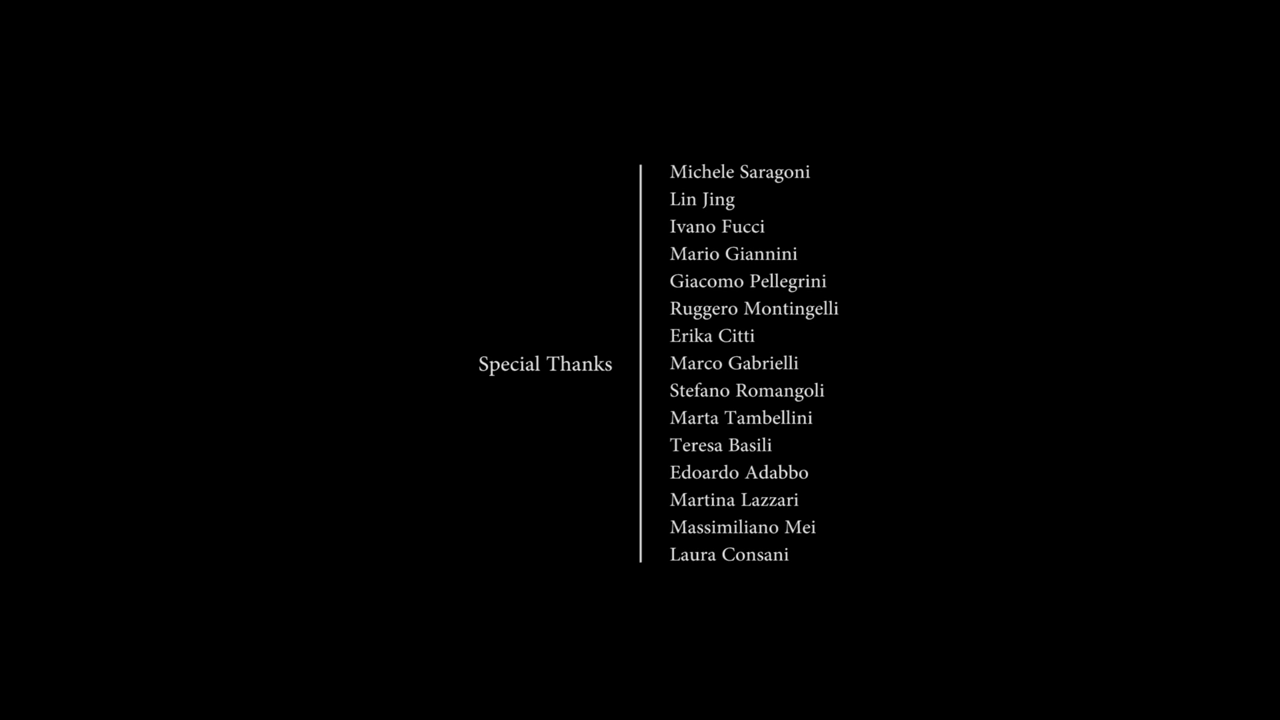 Michele Saragoni
Lin Jing
Ivano Fucci
Mario Giannini
Giacomo Pellegrini
Ruggero Montingelli
Erika Citti
Special Thanks
Marco Gabrielli
Stefano Romangoli
Marta Tambellini
Teresa Basili
Edoardo Adabbo
Martina Lazzari
Massimiliano Mei
Laura Consani